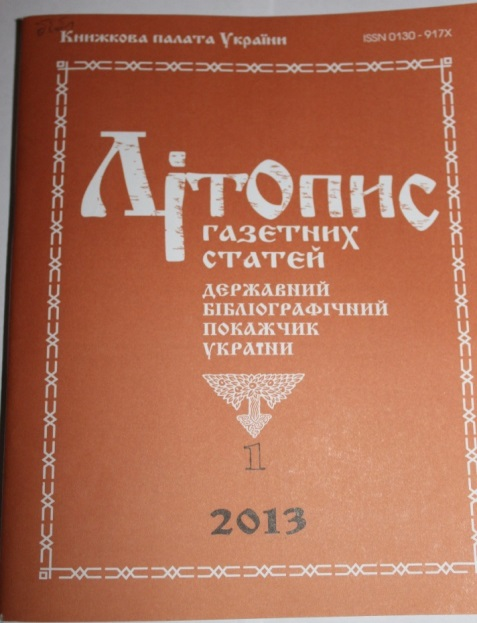 Книжкова палата України
ISSN 0130 - 917X
Літопис
газетних
статей
державний
бібліографічний
покажчик
України
1
2013